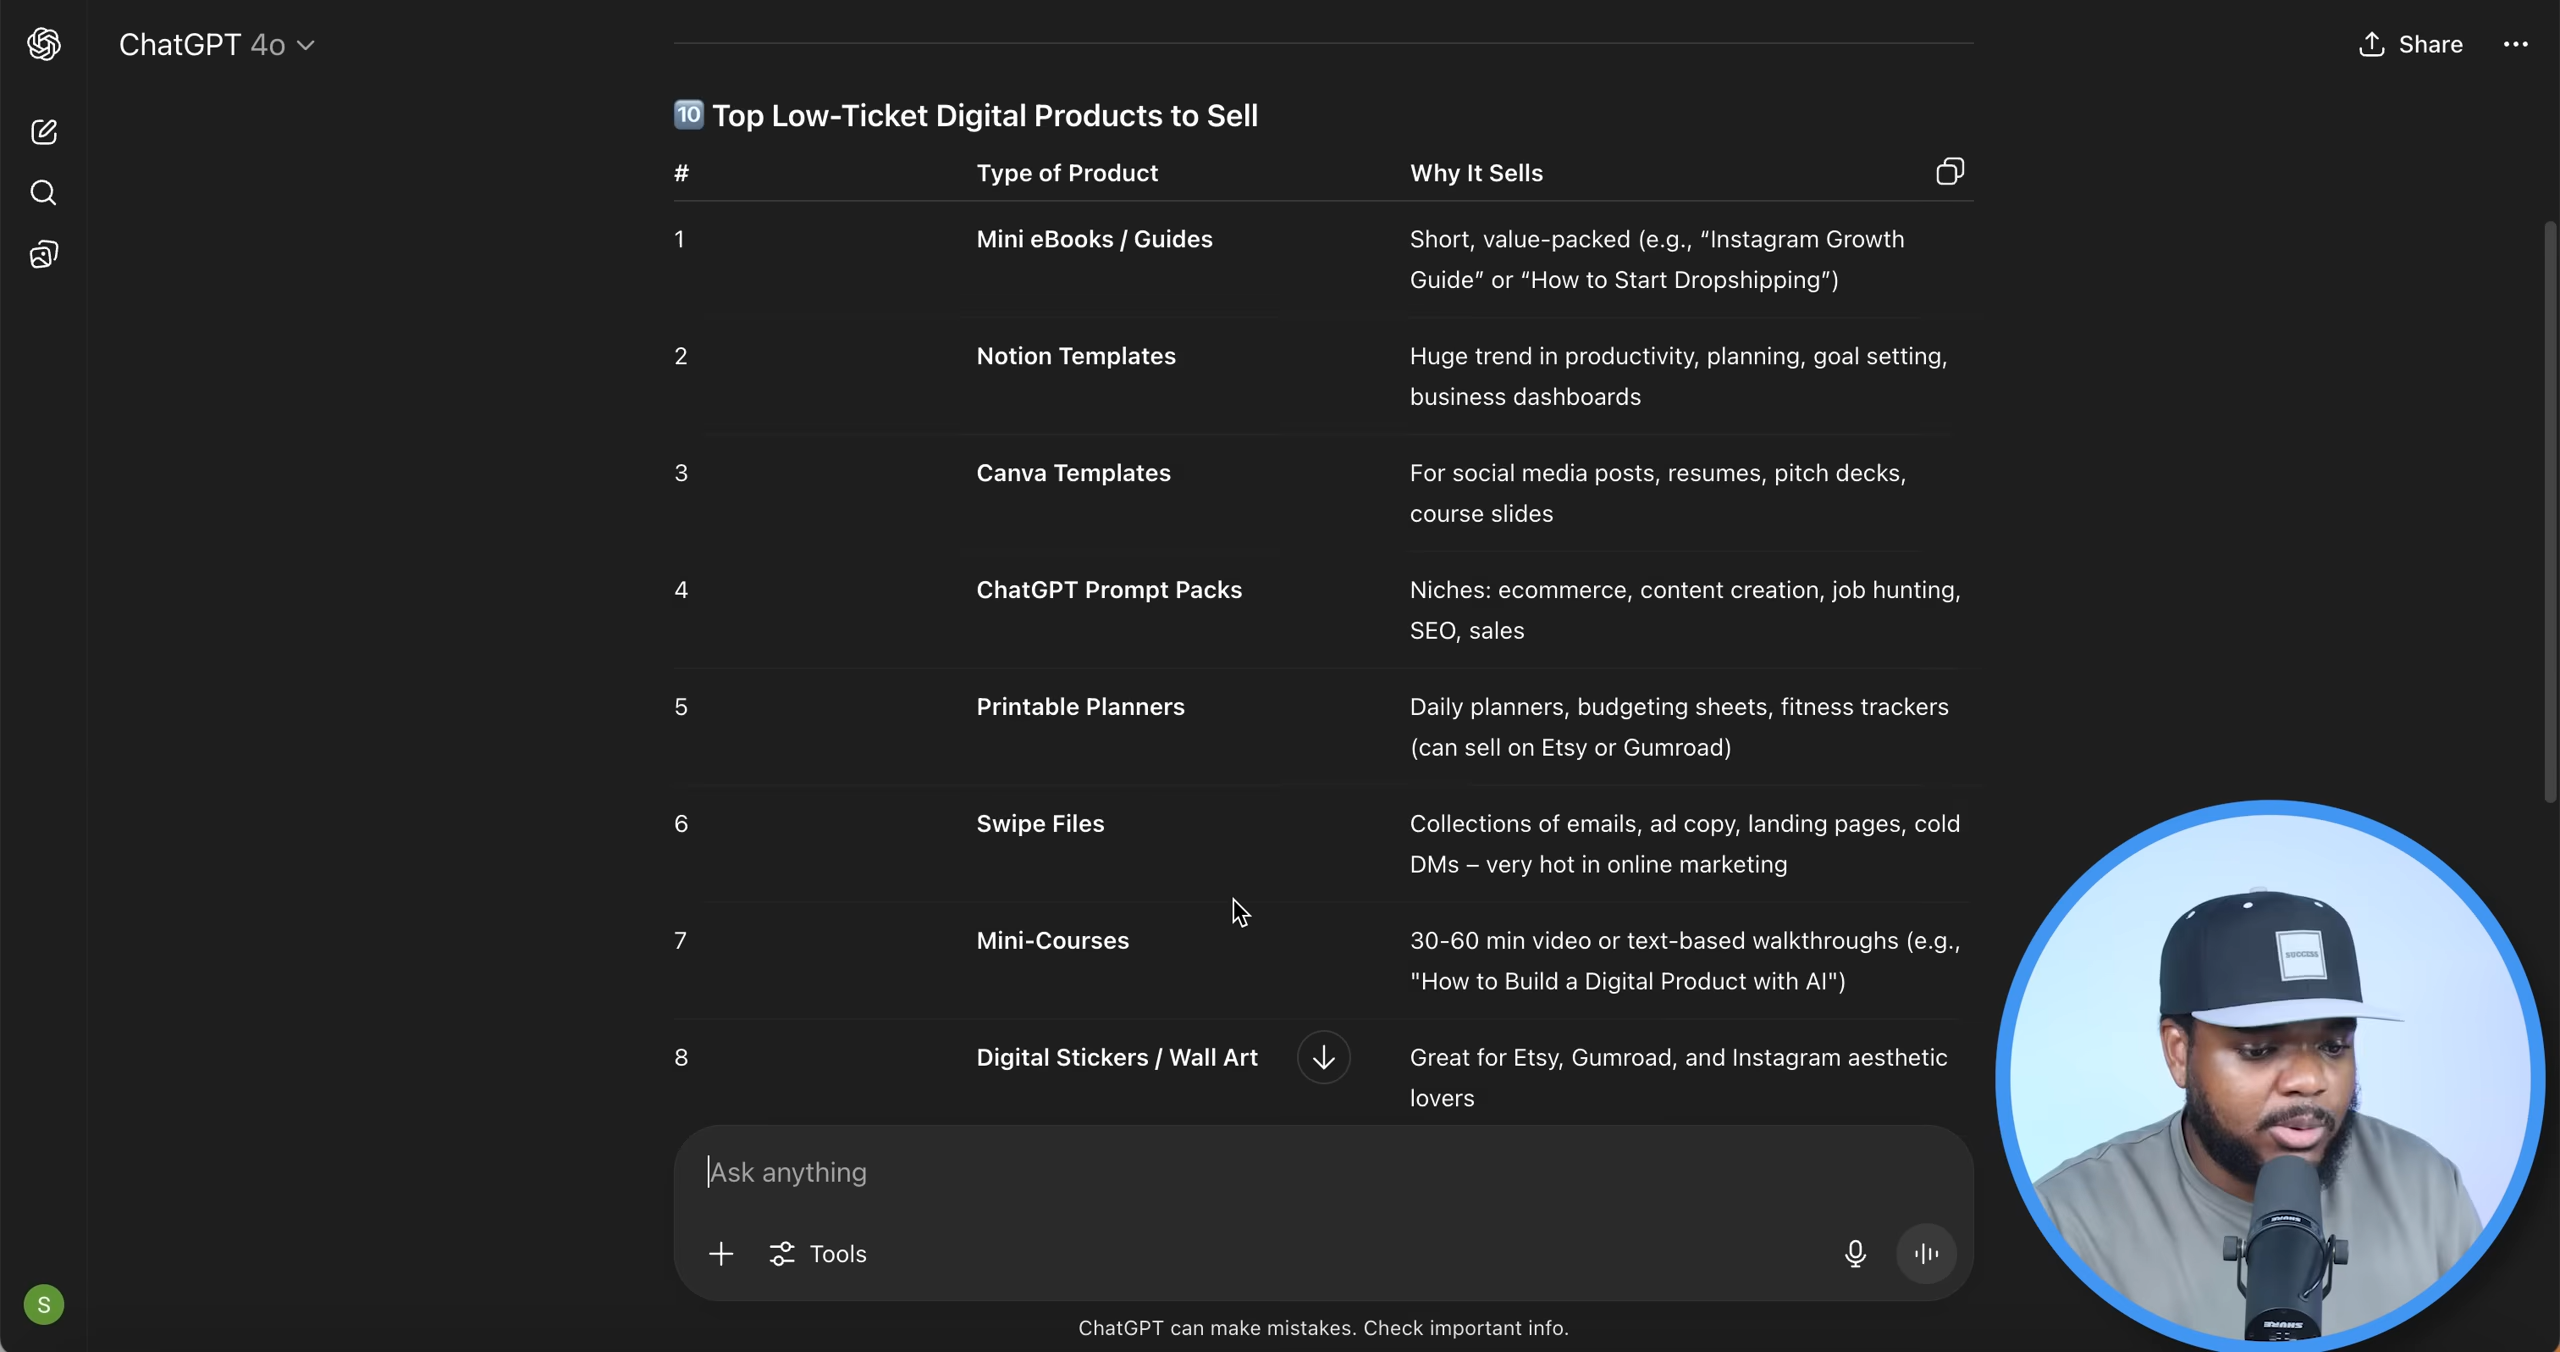 ChatGPT 4o
Share
🔟 Top Low-Ticket Digital Products to Sell
# Type of Product Why It Sells
1 Mini eBooks / Guides Short, value-packed (e.g., “Instagram Growth
Guide” or “How to Start Dropshipping”)
2 Notion Templates Huge trend in productivity, planning, goal setting,
business dashboards
3 Canva Templates For social media posts, resumes, pitch decks,
course slides
4 ChatGPT Prompt Packs Niches: ecommerce, content creation, job hunting,
SEO, sales
5 Printable Planners Daily planners, budgeting sheets, fitness trackers
(can sell on Etsy or Gumroad)
6 Swipe Files Collections of emails, ad copy, landing pages, cold
DMs – very hot in online marketing
7 Mini-Courses 30-60 min video or text-based walkthroughs (e.g.,
"How to Build a Digital Product with AI")
8 Digital Stickers / Wall Art Great for Etsy, Gumroad, and Instagram aesthetic
lovers
Ask anything
Tools
S
ChatGPT can make mistakes. Check important info.
SUCCESS
SHURE
SHURE